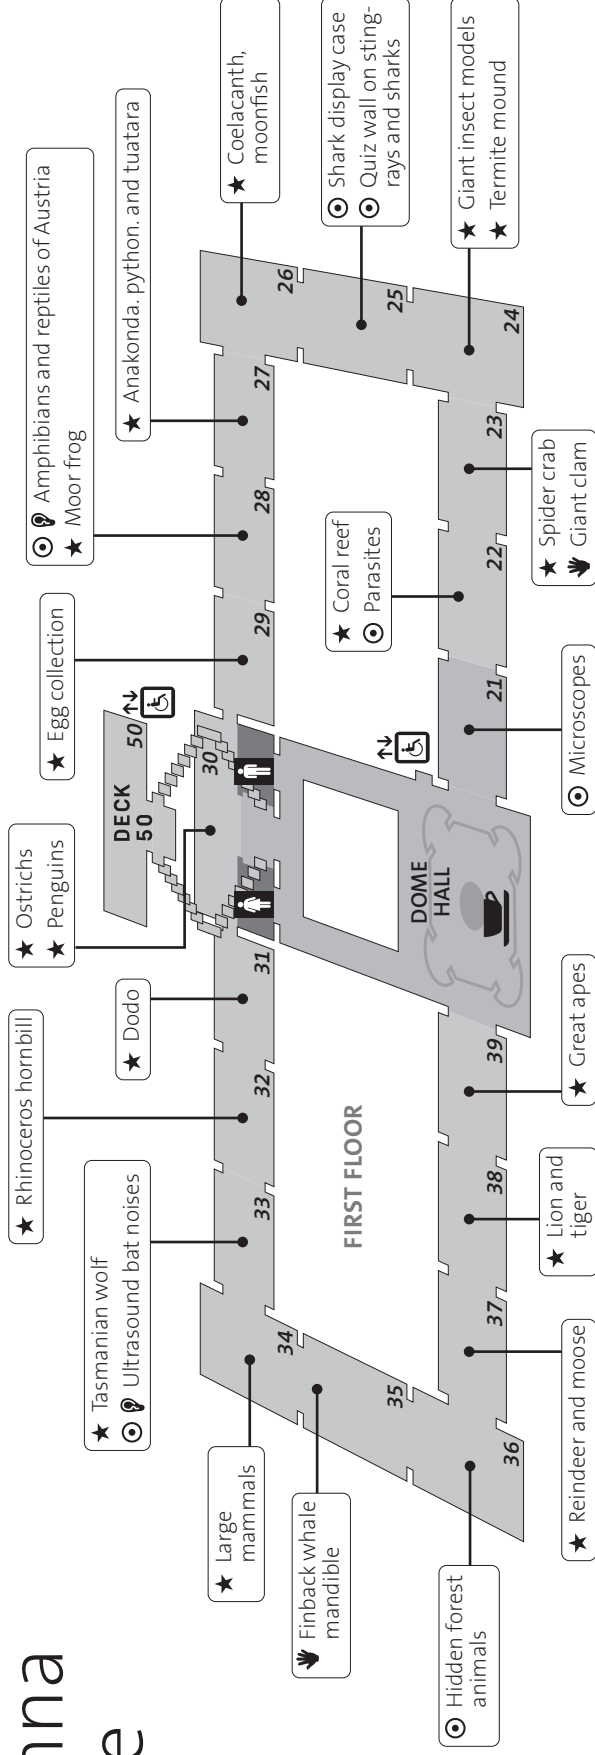 nna
e
Rhinoceros hornbill
Ostrichs
Penguins
Egg collection
Amphibians and reptiles of Austria
Moor frog
Tasmanian wolf
Ultrasound bat noises
Dodo
DECK
50
50
Anakonda. python. and tuatara
Large
mammals
Coelacanth,
moonfish
34
33
32
31
30
29
28
27
26
Finback whale
mandible
Shark display case
Quiz wall on sting-
rays and sharks
FIRST FLOOR
Coral reef
Parasites
35
25
DOME
HALL
Hidden forest
animals
Giant insect models
Termite mound
36
37
38
39
21
22
23
24
Lion and
tiger
Spider crab
Giant clam
Reindeer and moose
Great apes
Microscopes